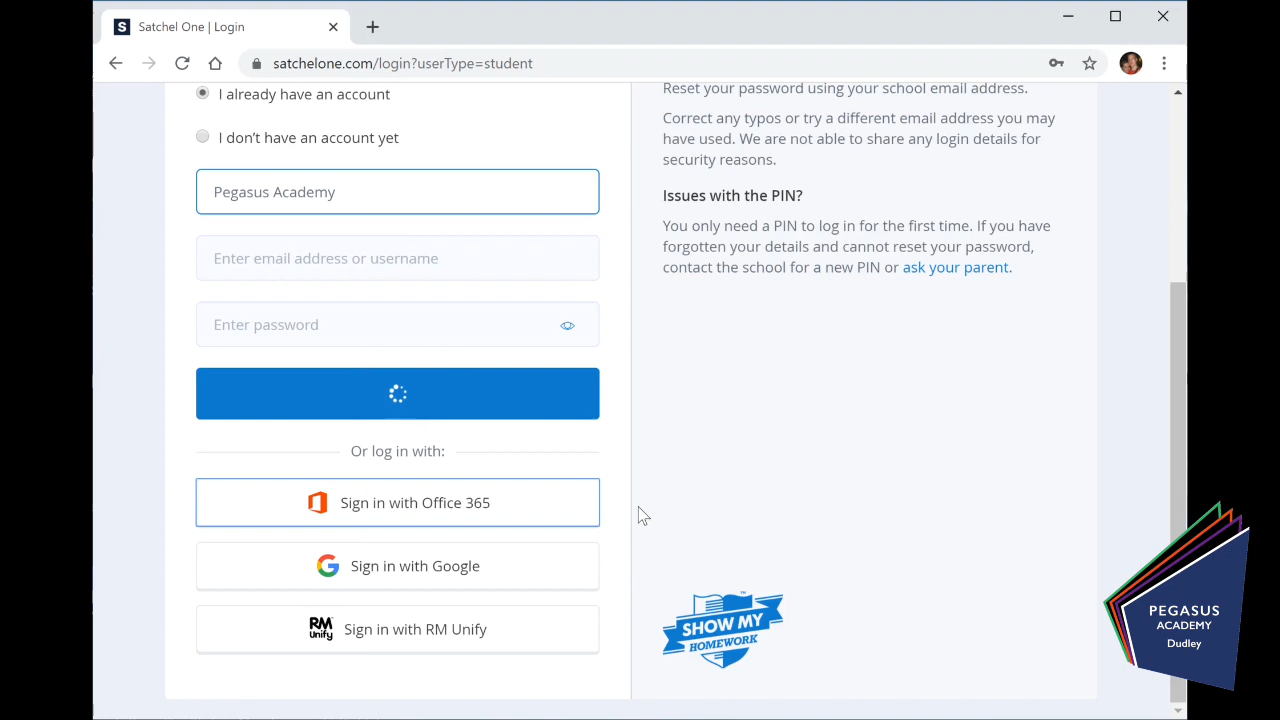 Satchel One | Login
satchelone.com/login?userType=student
I already have an account
I don't have an account yet
Pegasus Academy
Enter email address or username
Enter password
Or log in with:
Sign in with Office 365
Sign in with Google
RM Unify
Sign in with RM Unify
Reset your password using your school email address.
Correct any typos or try a different email address you may
have used. We are not able to share any login details for
security reasons.
Issues with the PIN?
You only need a PIN to log in for the first time. If you have
forgotten your details and cannot reset your password,
contact the school for a new PIN or ask your parent.
SHOW MY
HOMEWORK
PEGASUS
ACADEMY
Dudley